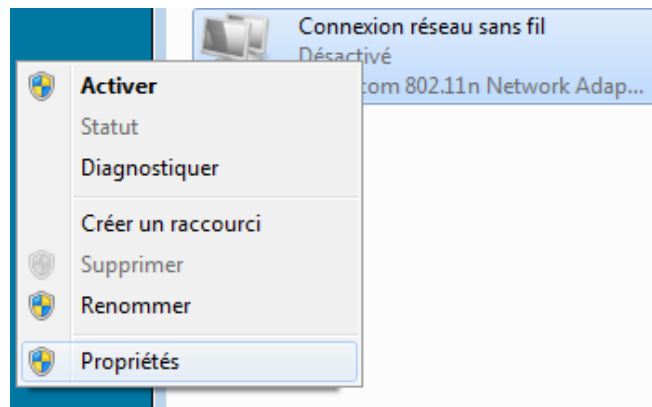 Connexion réseau sans fil
Désactivé
com 802.11n Network Adap...
Activer
Statut
Diagnostiquer
Créer un raccourci
Supprimer
Renommer
Propriétés